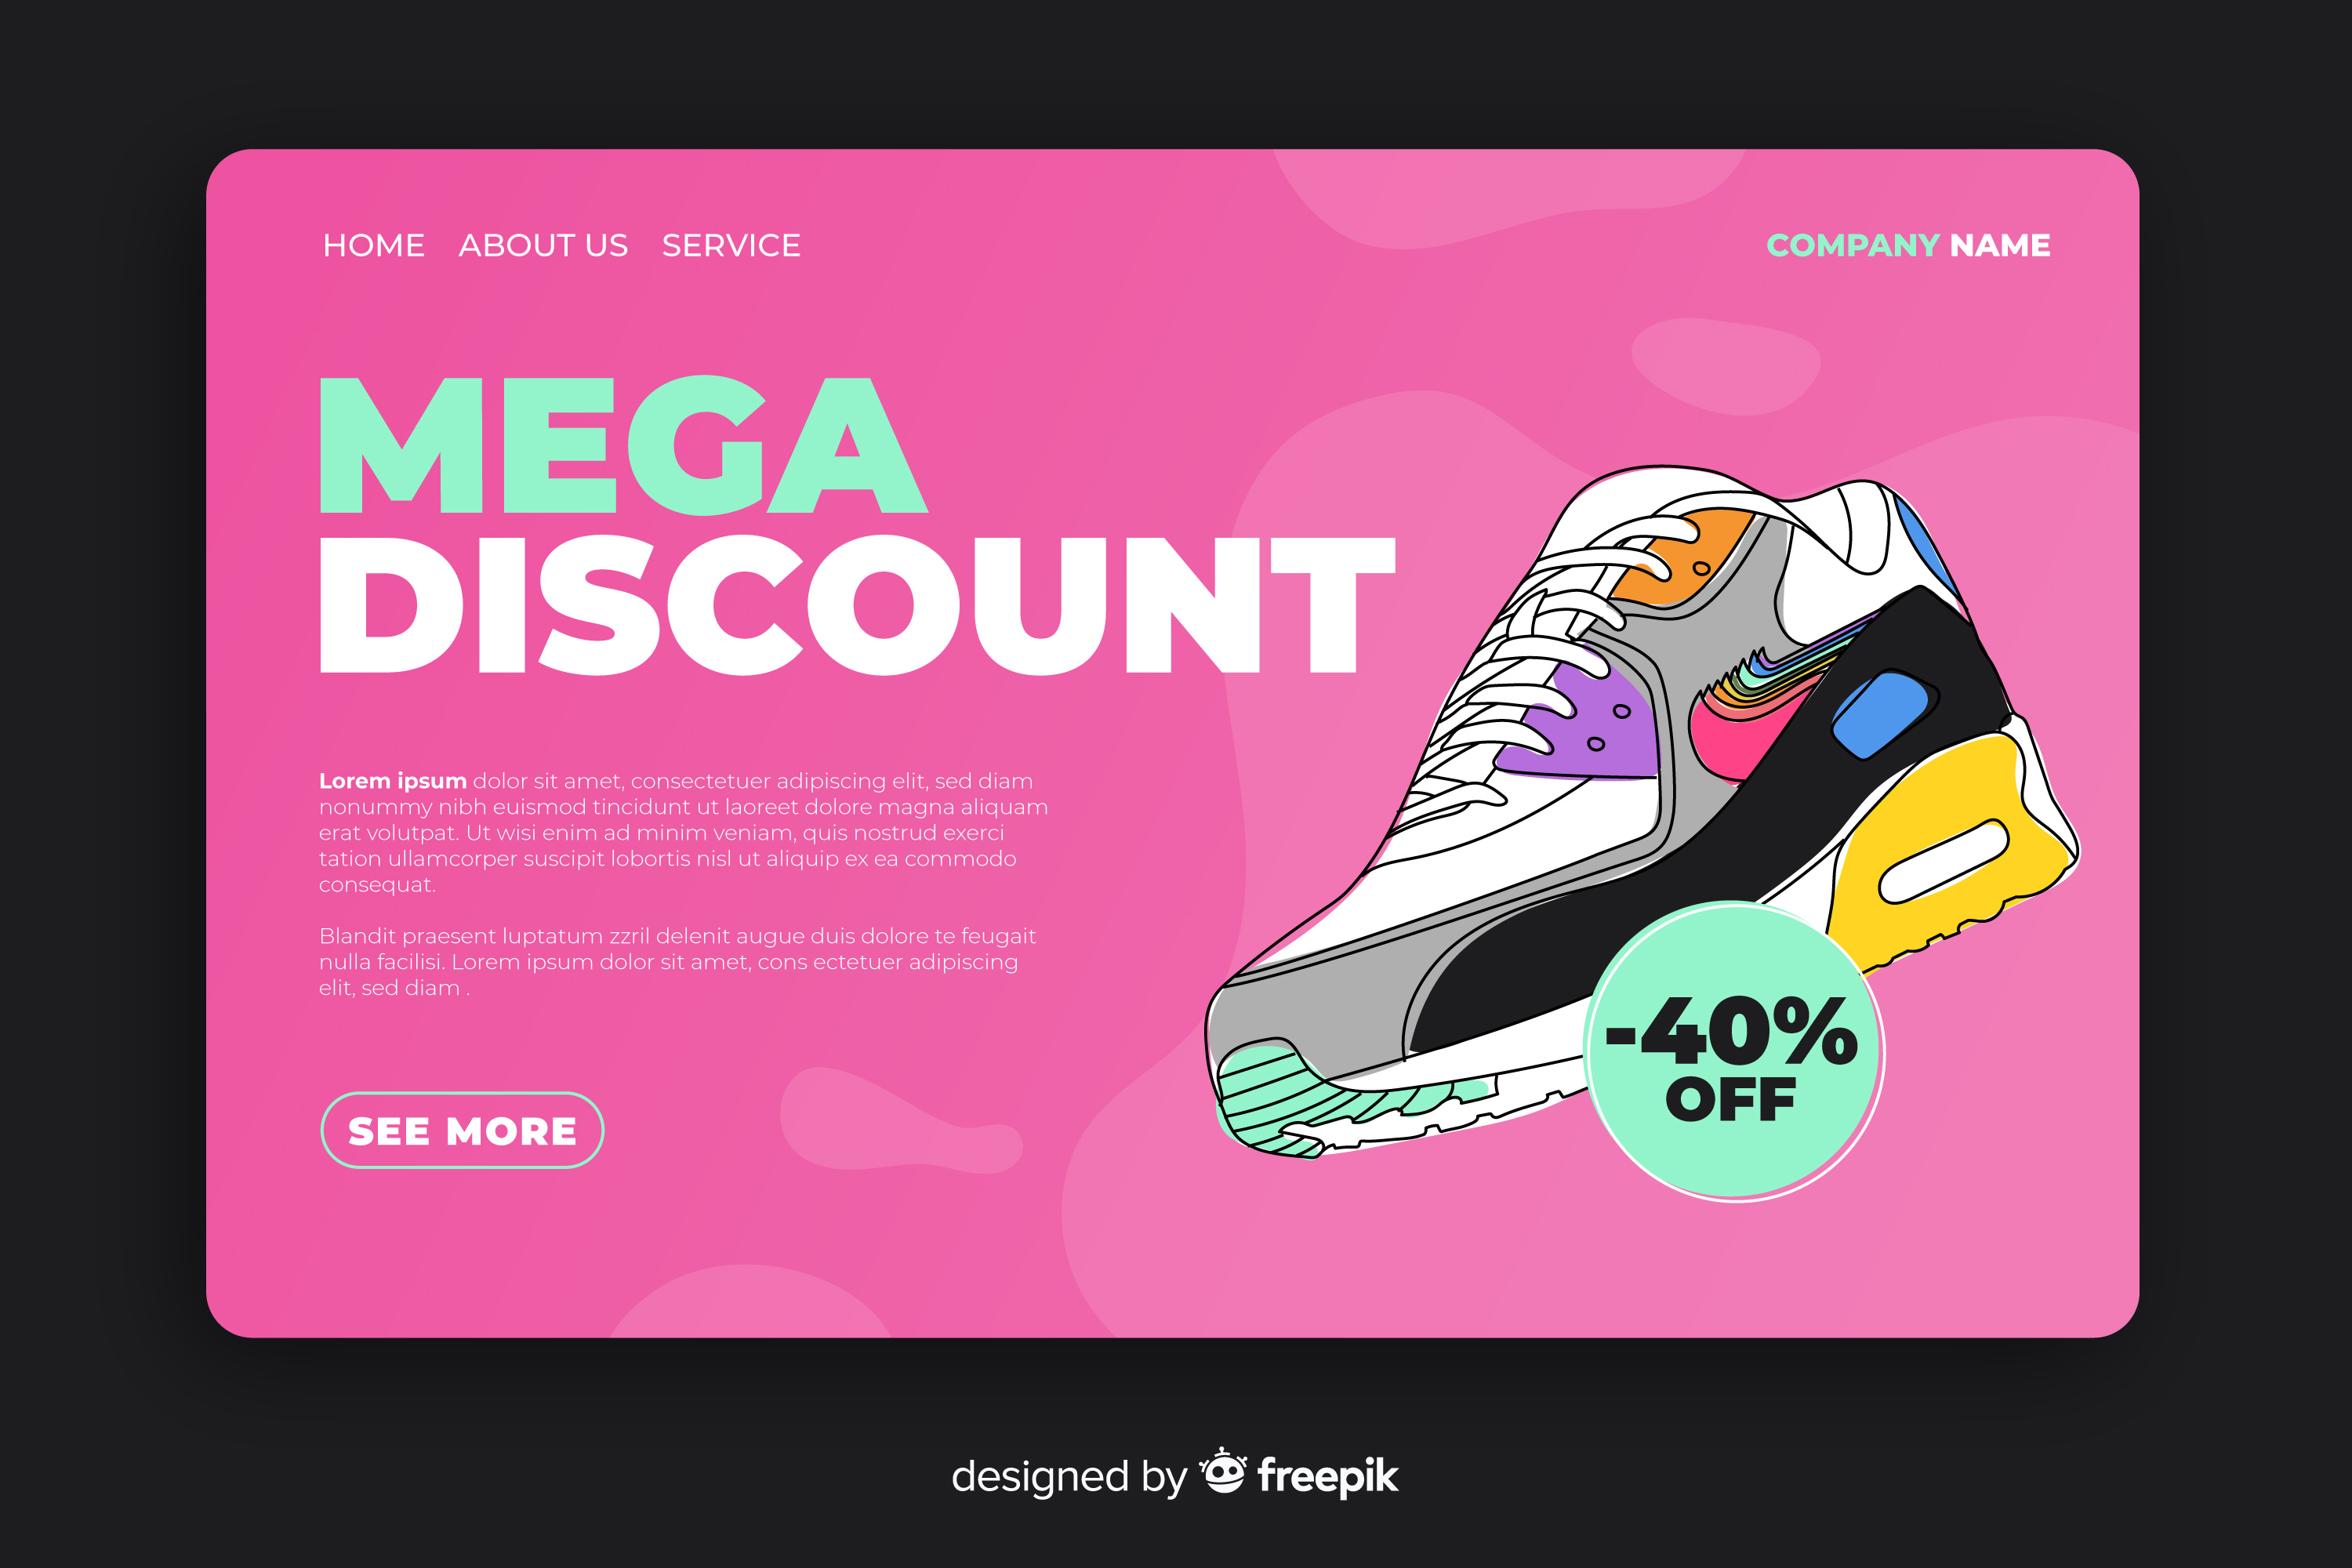 HOME ABOUT US SERVICE
COMPANY NAME
MEGA
DISCOUNT
Lorem ipsum dolor sit amet, consectetuer adipiscing elit, sed diam
nonummy nibh euismod tincidunt ut laoreet dolore magna aliquam
erat volutpat. Ut wisi enim ad minim veniam, quis nostrud exerci
tation ullamcorper suscipit lobortis nisl ut aliquip ex ea commodo
consequat.
Blandit praesent luptatum zzril delenit augue duis dolore te feugait
nulla facilisi. Lorem ipsum dolor sit amet, cons ectetuer adipiscing
elit, sed diam .
-40%
OFF
SEE MORE
designed by freepik